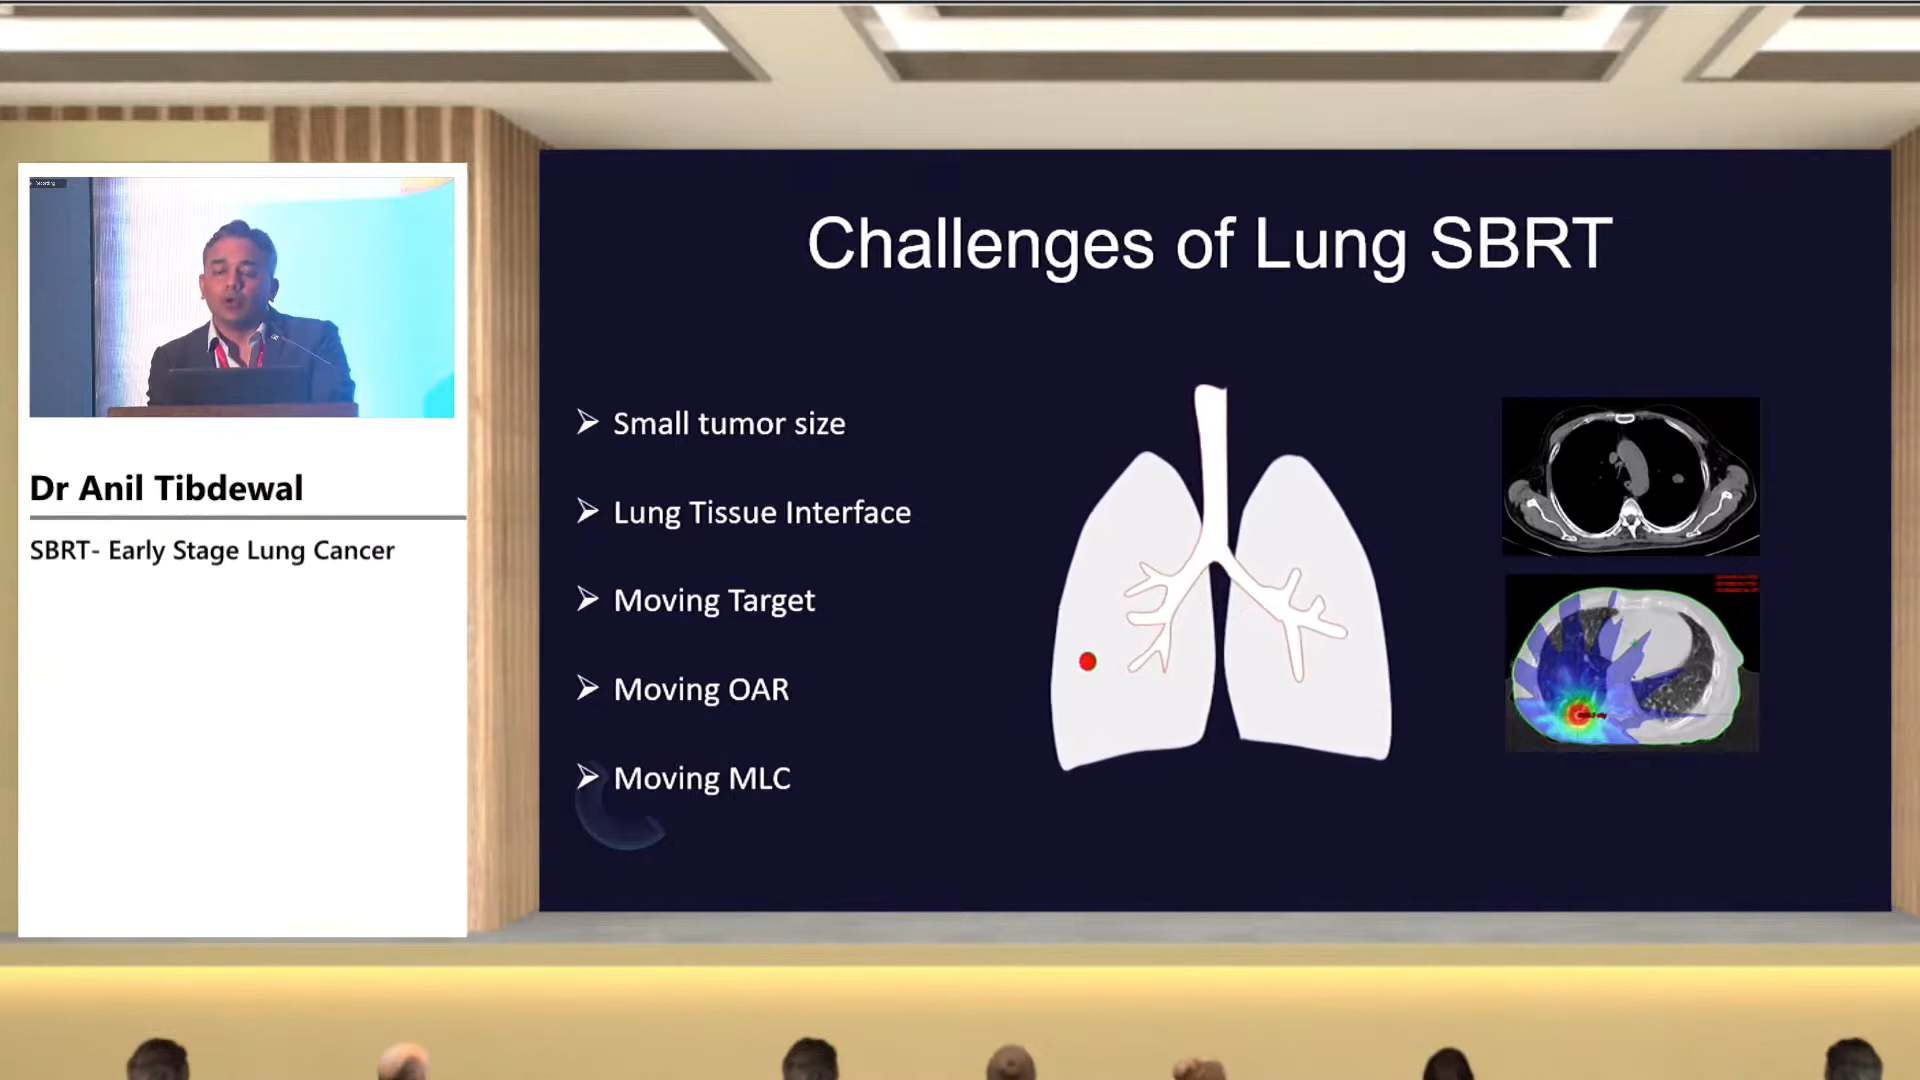 Recording
Dr Anil Tibdewal
SBRT- Early Stage Lung Cancer
Challenges of Lung SBRT
Small tumor size
Lung Tissue Interface
Moving Target
Moving OAR
Moving MLC